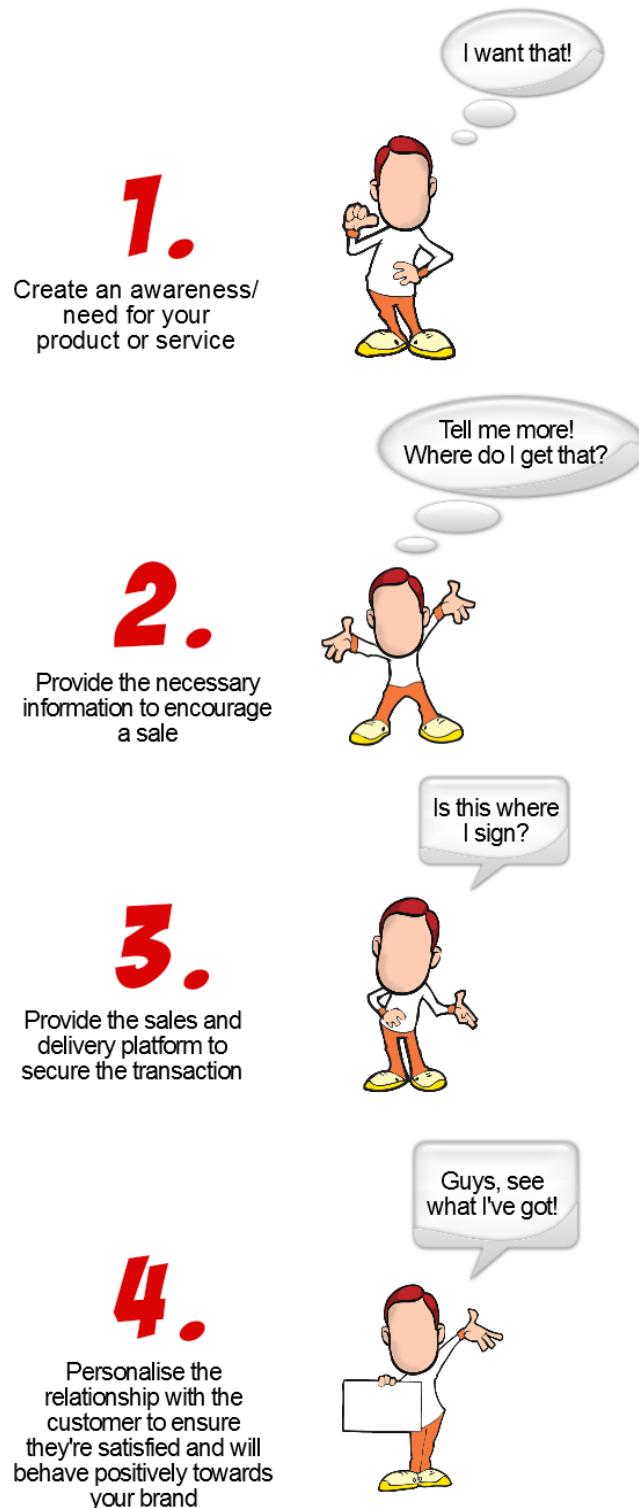 I want that!
1.
Create an awareness/
need for your
product or service
Tell me more!
Where do I get that?
2.
Provide the necessary
information to encourage
a sale
Is this where
I sign?
3.
Provide the sales and
delivery platform to
secure the transaction
Guys, see
what I've got!
4.
Personalise the
relationship with the
customer to ensure
they're satisfied and will
behave positively towards
your brand